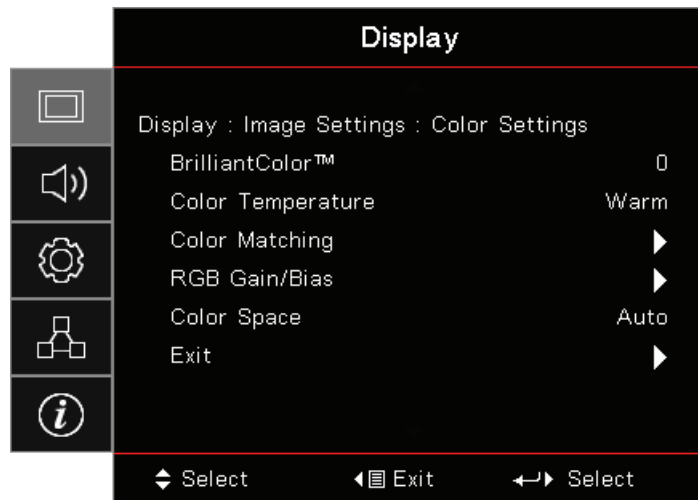 Display
Display : Image Settings : Color Settings
BrilliantColor™ 0
Color Temperature Warm
Color Matching
RGB Gain/Bias
Color Space Auto
Exit
i
Select Exit Select